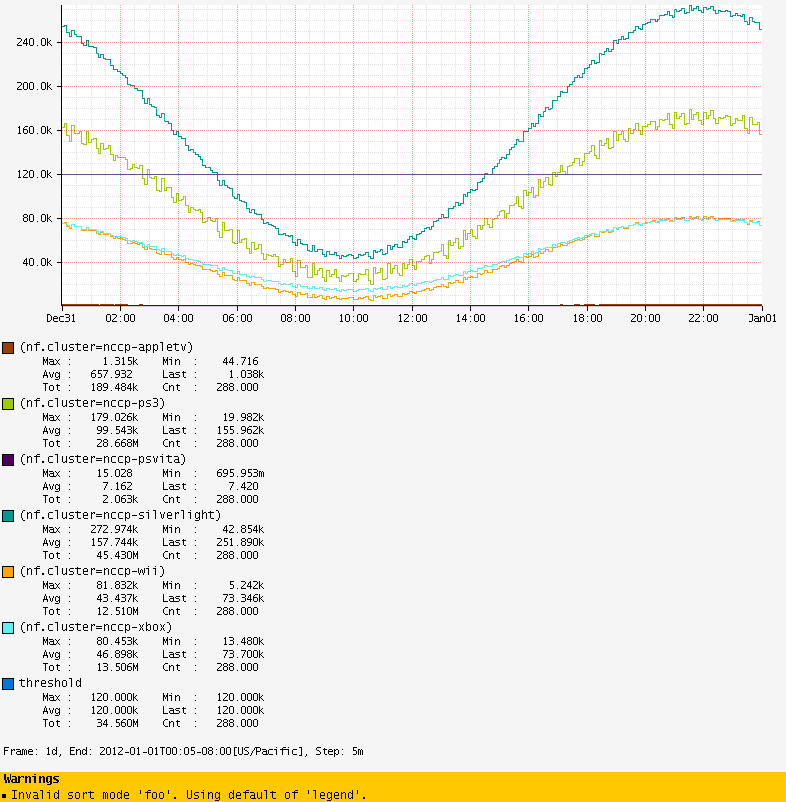 240.0k
200.0k
160.0k
120.0k
80.0k
40.0k
Dec31 02:00 04:00 06:00 08:00 10:00 12:00 14:00 16:00 18:00 20:00 22:00 Jan01
(nf.cluster=nccp-appletv)
Max : 1.315k Min : 44.716
Avg : 657.932 Last : 1.038k
Tot : 189.484k Cnt : 288.000
(nf.cluster=nccp-ps3)
Max : 179.026k Min : 19.982k
Avg : 99.543k Last : 155.962k
Tot : 28.668M Cnt : 288.000
(nf.cluster=nccp-psvita)
Max : 15.028 Min : 695.953m
Avg : 7.162 Last : 7.420
Tot : 2.063k Cnt : 288.000
(nf.cluster=nccp-silverlight)
Max : 272.974k Min : 42.854k
Avg : 157.744k Last : 251.890k
Tot : 45.430M Cnt : 288.000
(nf.cluster=nccp-wii)
Max : 81.832k Min : 5.242k
Avg : 43.437k Last : 73.346k
Tot : 12.510M Cnt : 288.000
(nf.cluster=nccp-xbox)
Max : 80.453k Min : 13.480k
Avg : 46.898k Last : 73.700k
Tot : 13.506M Cnt : 288.000
threshold
Max : 120.000k Min : 120.000k
Avg : 120.000k Last : 120.000k
Tot : 34.560M Cnt : 288.000
Frame: 1d, End: 2012-01-01T00:05-08:00[US/Pacific], Step: 5m
Warnings
▪ Invalid sort mode 'foo'. Using default of 'legend'.